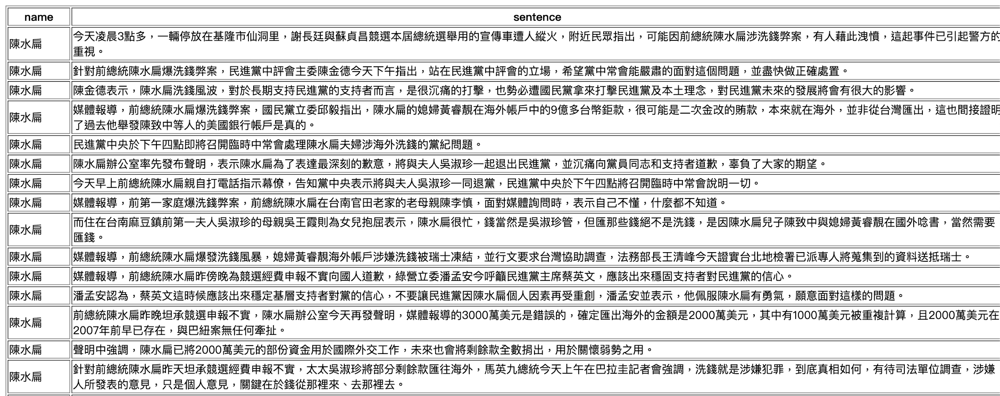 name
sentence
陳水扁
今天凌晨3點多，一輛停放在基隆市仙洞里，謝長廷與蘇貞昌競選本屆總統選舉用的宣傳車遭人縱火，附近民眾指出，可能因前總統陳水扁涉洗錢弊案，有人藉此洩憤，這起事件已引起警方的
重視。
陳水扁
針對前總統陳水扁爆洗錢弊案，民進黨中評會主委陳金德今天下午指出，站在民進黨中評會的立場，希望黨中常會能嚴肅的面對這個問題，並盡快做正確處置。
陳水扁
陳金德表示，陳水扁洗錢風波，對於長期支持民進黨的支持者而言，是很沉痛的打擊，也勢必遭國民黨拿來打擊民進黨及本土理念，對民進黨未來的發展將會有很大的影響。
陳水扁
媒體報導，前總統陳水扁爆洗錢弊案，國民黨立委邱毅指出，陳水扁的媳婦黃睿靚在海外帳戶中的9億多台幣鉅款，很可能是二次金改的賄款，本來就在海外，並非從台灣匯出，這也間接證明
了過去他舉發陳致中等人的美國銀行帳戶是真的。
陳水扁
民進黨中央於下午四點即將召開臨時中常會處理陳水扁夫婦涉海外洗錢的黨紀問題。
陳水扁
陳水扁辦公室率先發布聲明，表示陳水扁為了表達最深刻的歉意，將與夫人吳淑珍一起退出民進黨，並沉痛向黨員同志和支持者道歉，辜負了大家的期望。
陳水扁
今天早上前總統陳水扁親自打電話指示幕僚，告知黨中央表示將與夫人吳淑珍一同退黨，民進黨中央於下午四點將召開臨時中常會說明一切。
陳水扁
媒體報導，前第一家庭爆洗錢弊案，前總統陳水扁在台南官田老家的老母親陳李慎，面對媒體詢問時，表示自己不懂，什麼都不知道。
陳水扁
而住在台南麻豆鎮前第一夫人吳淑珍的母親吳王霞則為女兒抱屈表示，陳水扁很忙，錢當然是吳淑珍管，但匯那些錢絕不是洗錢，是因陳水扁兒子陳致中與媳婦黃睿靚在國外唸書，當然需要
匯錢。
陳水扁
媒體報導，前總統陳水扁爆發洗錢風暴，媳婦黃睿靚海外帳戶涉嫌洗錢被瑞士凍結，並行文要求台灣協助調查，法務部長王清峰今天證實台北地檢署已派專人將蒐集到的資料送抵瑞士。
陳水扁
媒體報導，前總統陳水扁昨傍晚為競選經費申報不實向國人道歉，綠營立委潘孟安今呼籲民進黨主席蔡英文，應該出來穩固支持者對民進黨的信心。
陳水扁
潘孟安認為，蔡英文這時候應該出來穩定基層支持者對黨的信心，不要讓民進黨因陳水扁個人因素再受重創，潘孟安並表示，他佩服陳水扁有勇氣，願意面對這樣的問題。
陳水扁
前總統陳水扁昨晚坦承競選申報不實，陳水扁辦公室今天再發聲明，媒體報導的3000萬美元是錯誤的，確定匯出海外的金額是2000萬美元，其中有1000萬美元被重複計算，且2000萬美元在
2007年前早已存在，與巴紐案無任何牽扯。
陳水扁
聲明中強調，陳水扁已將2000萬美元的部份資金用於國際外交工作，未來也會將剩餘款全數捐出，用於關懷弱勢之用。
陳水扁
針對前總統陳水扁昨天坦承競選經費申報不實，太太吳淑珍將部分剩餘款匯往海外，馬英九總統今天上午在巴拉圭記者會強調，洗錢就是涉嫌犯罪，到底真相如何，有待司法單位調查，涉嫌
人所發表的意見，只是個人意見，關鍵在於錢從那裡來、去那裡去。